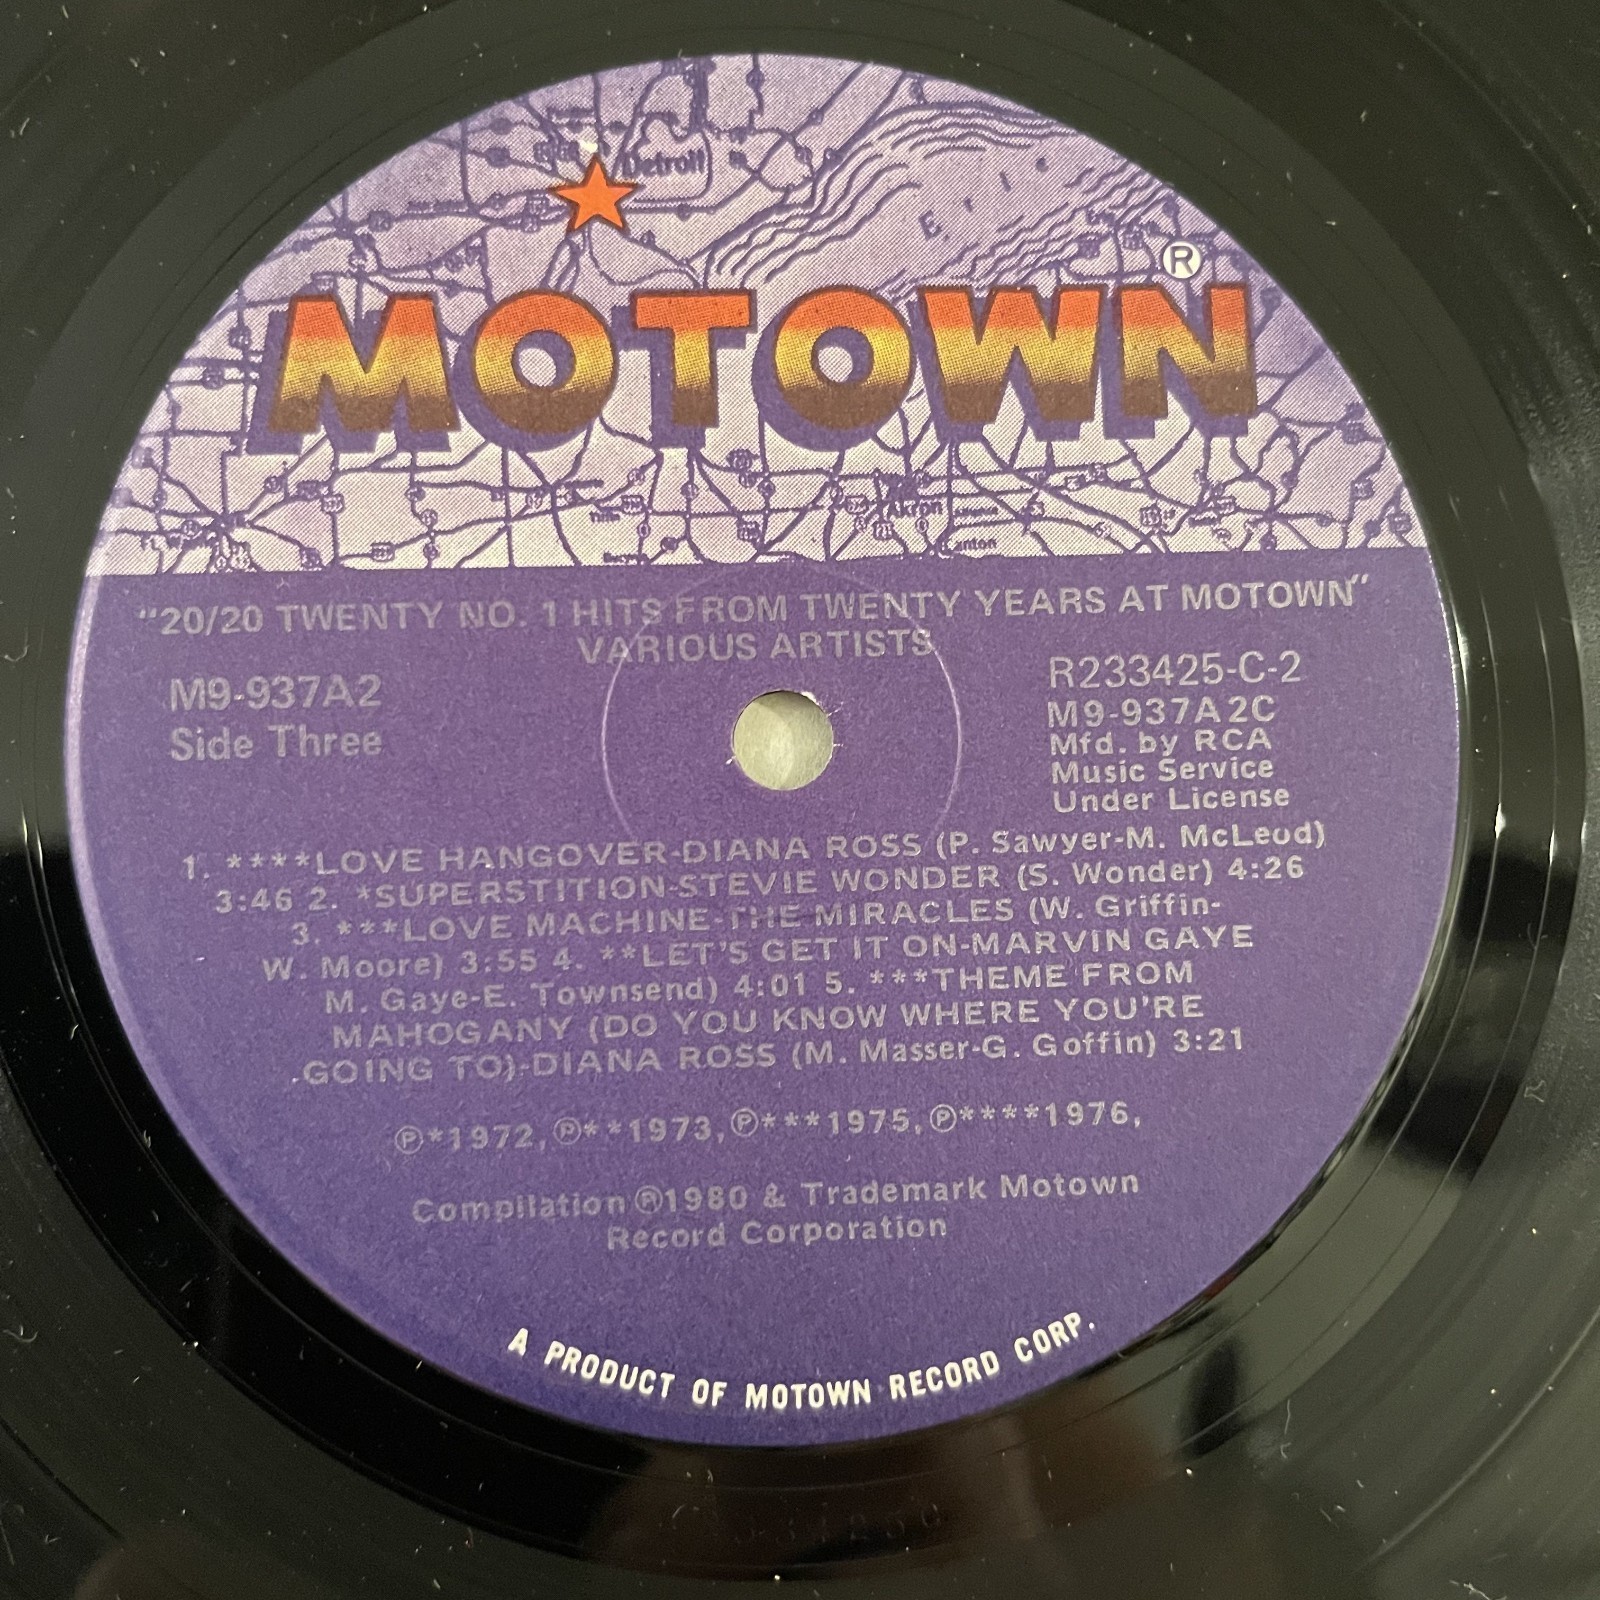 Detroit
ERIE
®
MOTOWN
Akron
"20/20 TWENTY NO. 1 HITS FROM TWENTY YEARS AT MOTOWN"
VARIOUS ARTISTS
M9-937A2
Side Three
R233425-C-2
M9-937A2C
Mfd. by RCA
Music Service
Under License
1. ****LOVE HANGOVER-DIANA ROSS (P. Sawyer-M. McLeod)
3:46 2. *SUPERSTITION-STEVIE WONDER (S. Wonder) 4:26
3. ***LOVE MACHINE-THE MIRACLES (W. Griffin-
W. Moore) 3:55 4. **LET'S GET IT ON-MARVIN GAYE
M. Gaye-E. Townsend) 4:01 5. ***THEME FROM
MAHOGANY (DO YOU KNOW WHERE YOU'RE
GOING TO)-DIANA ROSS (M. Masser-G. Goffin) 3:21
℗*1972, ℗**1973, ℗***1975, ℗****1976,
Compilation ®1980 & Trademark Motown
Record Corporation
A PRODUCT OF MOTOWN RECORD CORP.